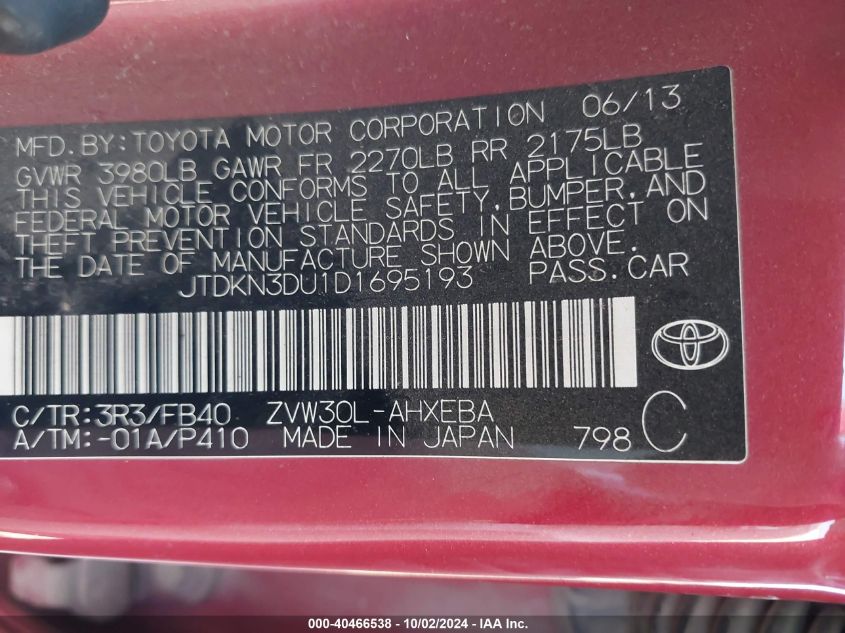 06/13
MFD.BY:TOYOTA MOTOR CORPORATION
GVWR 3980LB GAWR FR 2270LB RR 2175LB
THIS VEHICLE CONFORMS TO ALL APPLICABLE
FEDERAL MOTOR VEHICLE SAFETY, BUMPER, AND
THEFT PREVENTION STANDARDS IN EFFECT ON
THE DATE OF MANUFACTURE SHOWN ABOVE.
JTDKN3DU1D1695193 PASS.CAR
C/TR:3R3/FB40 ZVW30L-AHXEBA
A/TM:-01A/P410 MADE IN JAPAN 798 C
000-40466538 - 10/02/2024 - IAA Inc.